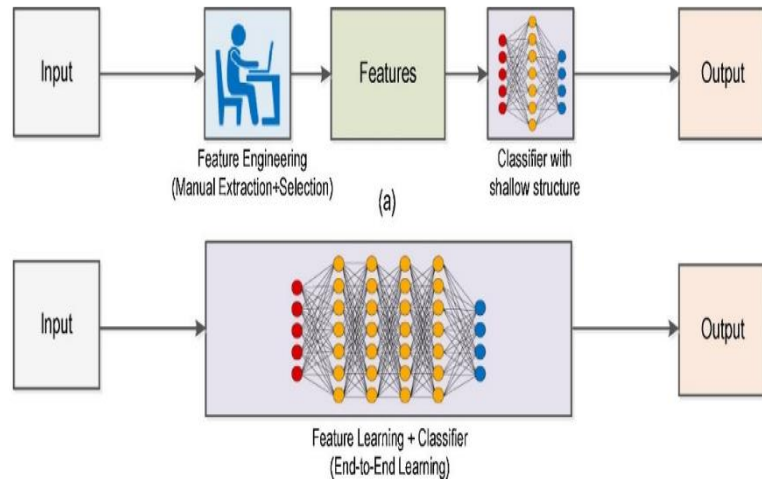 Input
Features
Output
Feature Engineering
(Manual Extraction+Selection)
Classifier with
shallow structure
(a)
Input
Output
Feature Learning + Classifier
(End-to-End Learning)